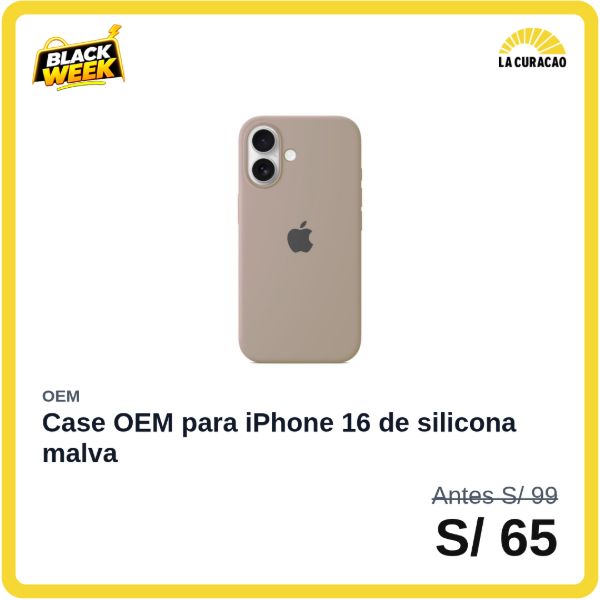 BLACK
WEEK
LA CURACAO
OEM
Case OEM para iPhone 16 de silicona
malva
Antes S/ 99
S/ 65